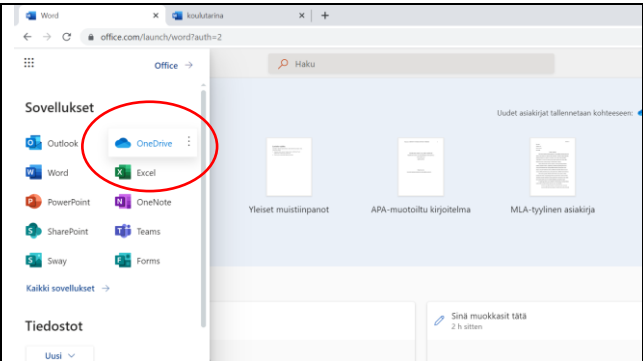 Word
koulutarina
office.com/launch/word?auth=2
Office →
Haku
Sovellukset
Uudet asiakirjat tallennetaan kohteeseen:
Outlook
OneDrive
Word
Excel
PowerPoint
OneNote
Yleiset muistiinpanot
APA-muotoiltu kirjoitelma
MLA-tyylinen asiakirja
SharePoint
Teams
Sway
Forms
Kaikki sovellukset →
Sinä muokkasit tätä
2 h sitten
Tiedostot
Uusi